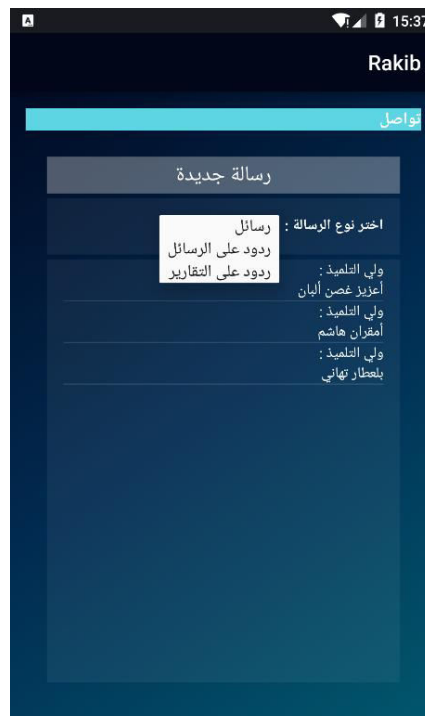 15:37
Rakib
تواصل
رسالة جديدة
اختر نوع الرسالة :
رسائل
ردود على الرسائل
ردود على التقارير
ولي التلميذ :
أعزيز غصن ألبان
ولي التلميذ :
أمقران هاشم
ولي التلميذ :
بلعطار تهاني